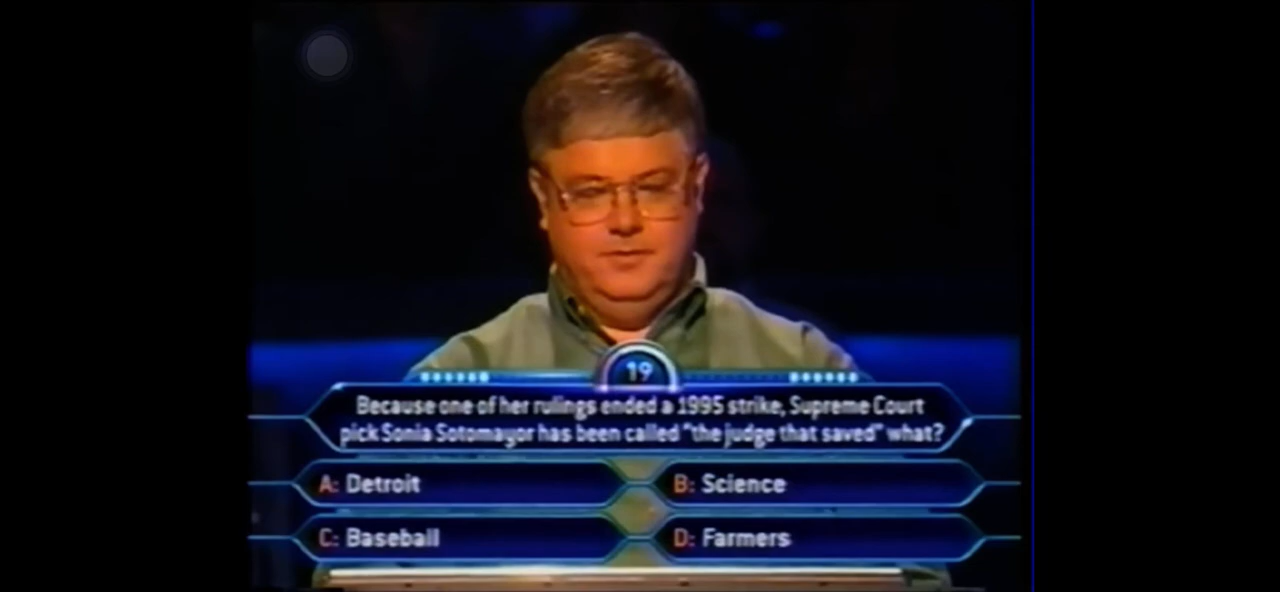 19
Because one of her rulings ended a 1995 strike, Supreme Court
pick Sonia Sotomayor has been called "the judge that saved" what?
A: Detroit
B: Science
C: Baseball
D: Farmers